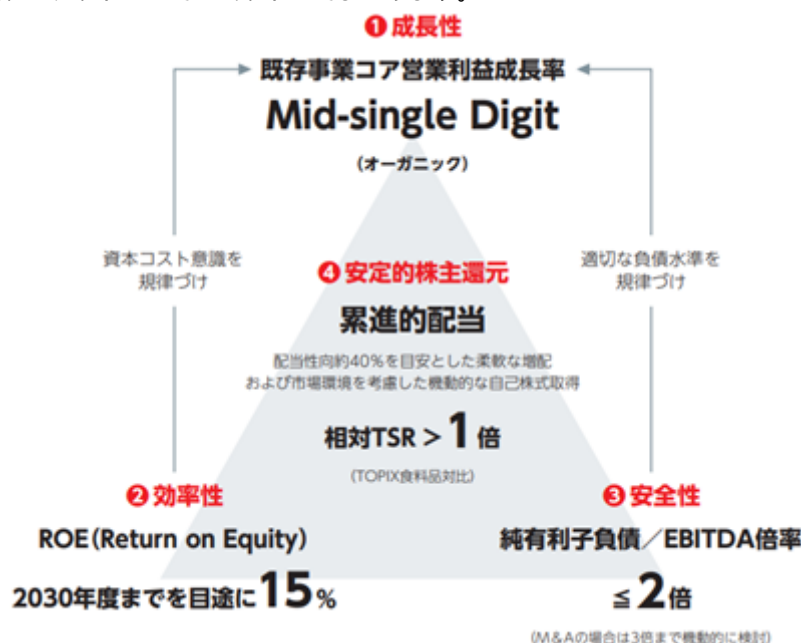 ❶成長性
既存事業コア営業利益成長率
Mid-single Digit
(オーガニック)
資本コスト意識を
規律づけ
適切な負債水準を
規律づけ
❹安定的株主還元
累進的配当
配当性向約40%を目安とした柔軟な増配
および市場環境を考慮した機動的な自己株式取得
相対TSR > 1倍
(TOPIX食料品対比)
❷効率性
ROE(Return on Equity)
2030年度までを目途に15%
❸安全性
純有利子負債/EBITDA倍率
≦2倍
(M&Aの場合は3倍まで機動的に検討)